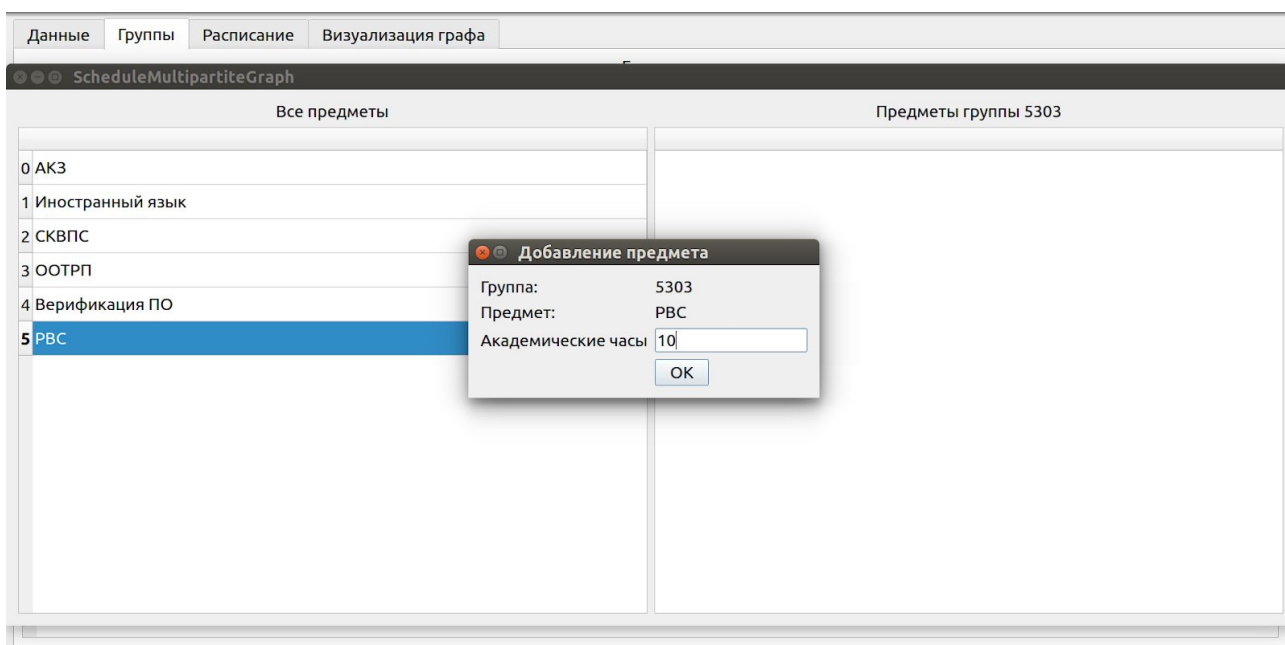 Данные Группы Расписание Визуализация графа
ScheduleMultipartiteGraph
Все предметы Предметы группы 5303
0 АКЗ
1 Иностранный язык
2 СКВПС
3 ООТРП
4 Верификация ПО
5 РВС
Добавление предмета
Группа: 5303
Предмет: РВС
Академические часы 10
OK